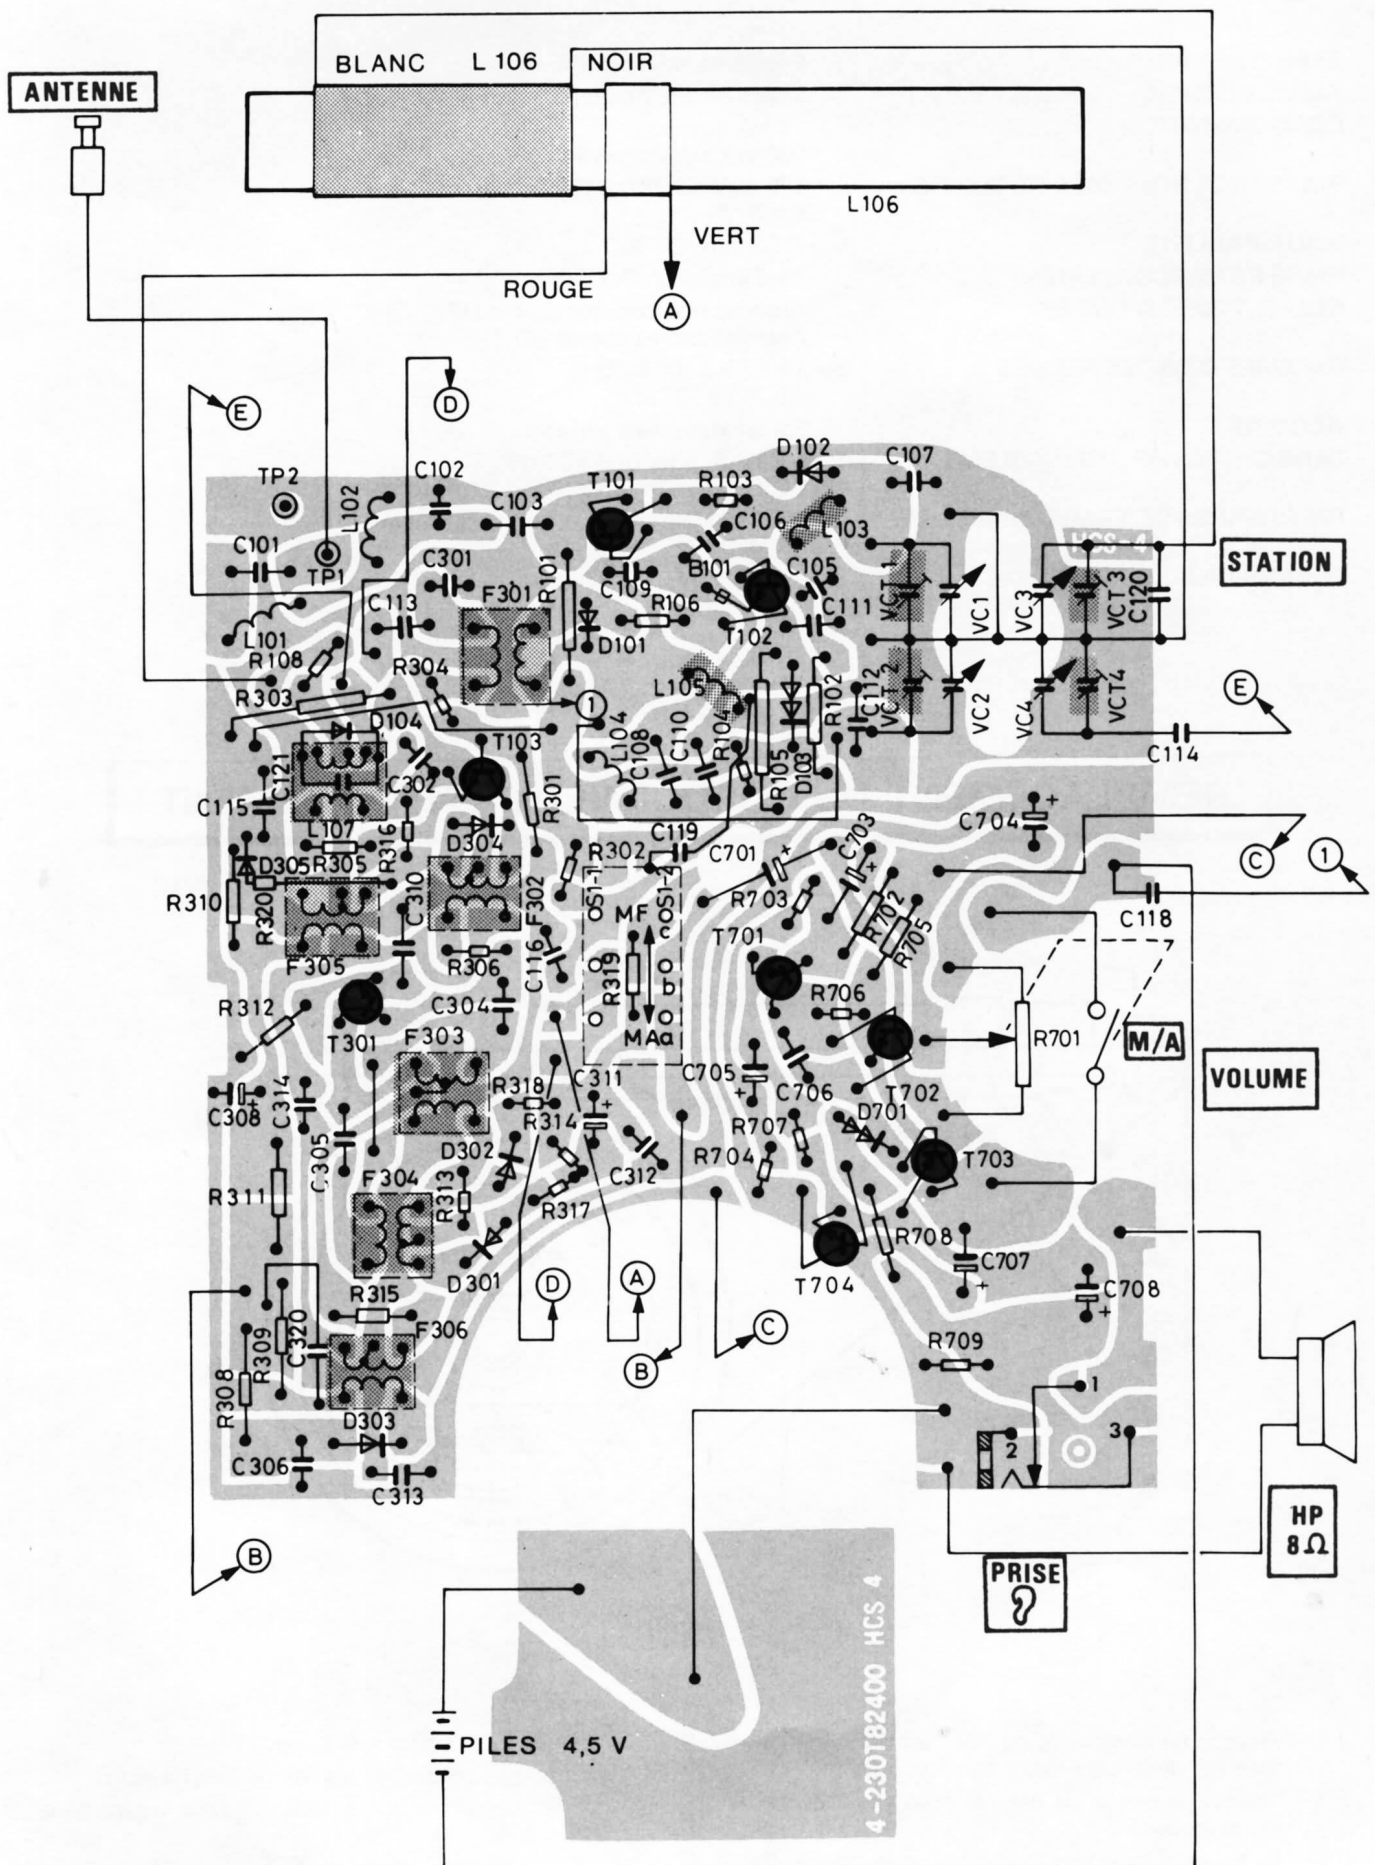 BLANC L 106 NOIR
ANTENNE
L106
VERT
ROUGE
A
E
D
D102
C107
TP2
L102
C102
C103
T101
R103
C106
L103
HCS-4
STATION
C101
TP1
C301
R101
C109
B101
C105
VCT 1
VC1
VC3
VCT3
C120
L101
C113
F301
R106
T102
C111
D101
R108
R304
L105
R303
1
R102
C112
VCT 2
VC2
VC4
VCT4
E
D104
T103
L104
C108
C110
R104
R105
D103
C114
C121
C302
R301
C115
L107
R316
D304
C119
C701
C703
C704
C
1
D305
R305
R302
R310
R320
C310
F302
S1-1
S1-2
R703
R702
R705
C118
MF
c
F305
R306
C116
R319
b
T701
R312
C304
R706
T301
F303
MA
a
R701
M/A
C308
C314
R318
C311
C705
C706
T702
VOLUME
R314
D701
C305
D302
R707
R704
T703
R311
F304
R313
R317
C312
R708
D301
T704
C707
D
A
C708
R315
C
R309
C320
F306
B
R709
R308
1
D303
2
3
C306
C313
HP
8Ω
B
PRISE
PILES 4,5 V
4-230T82400 HCS 4